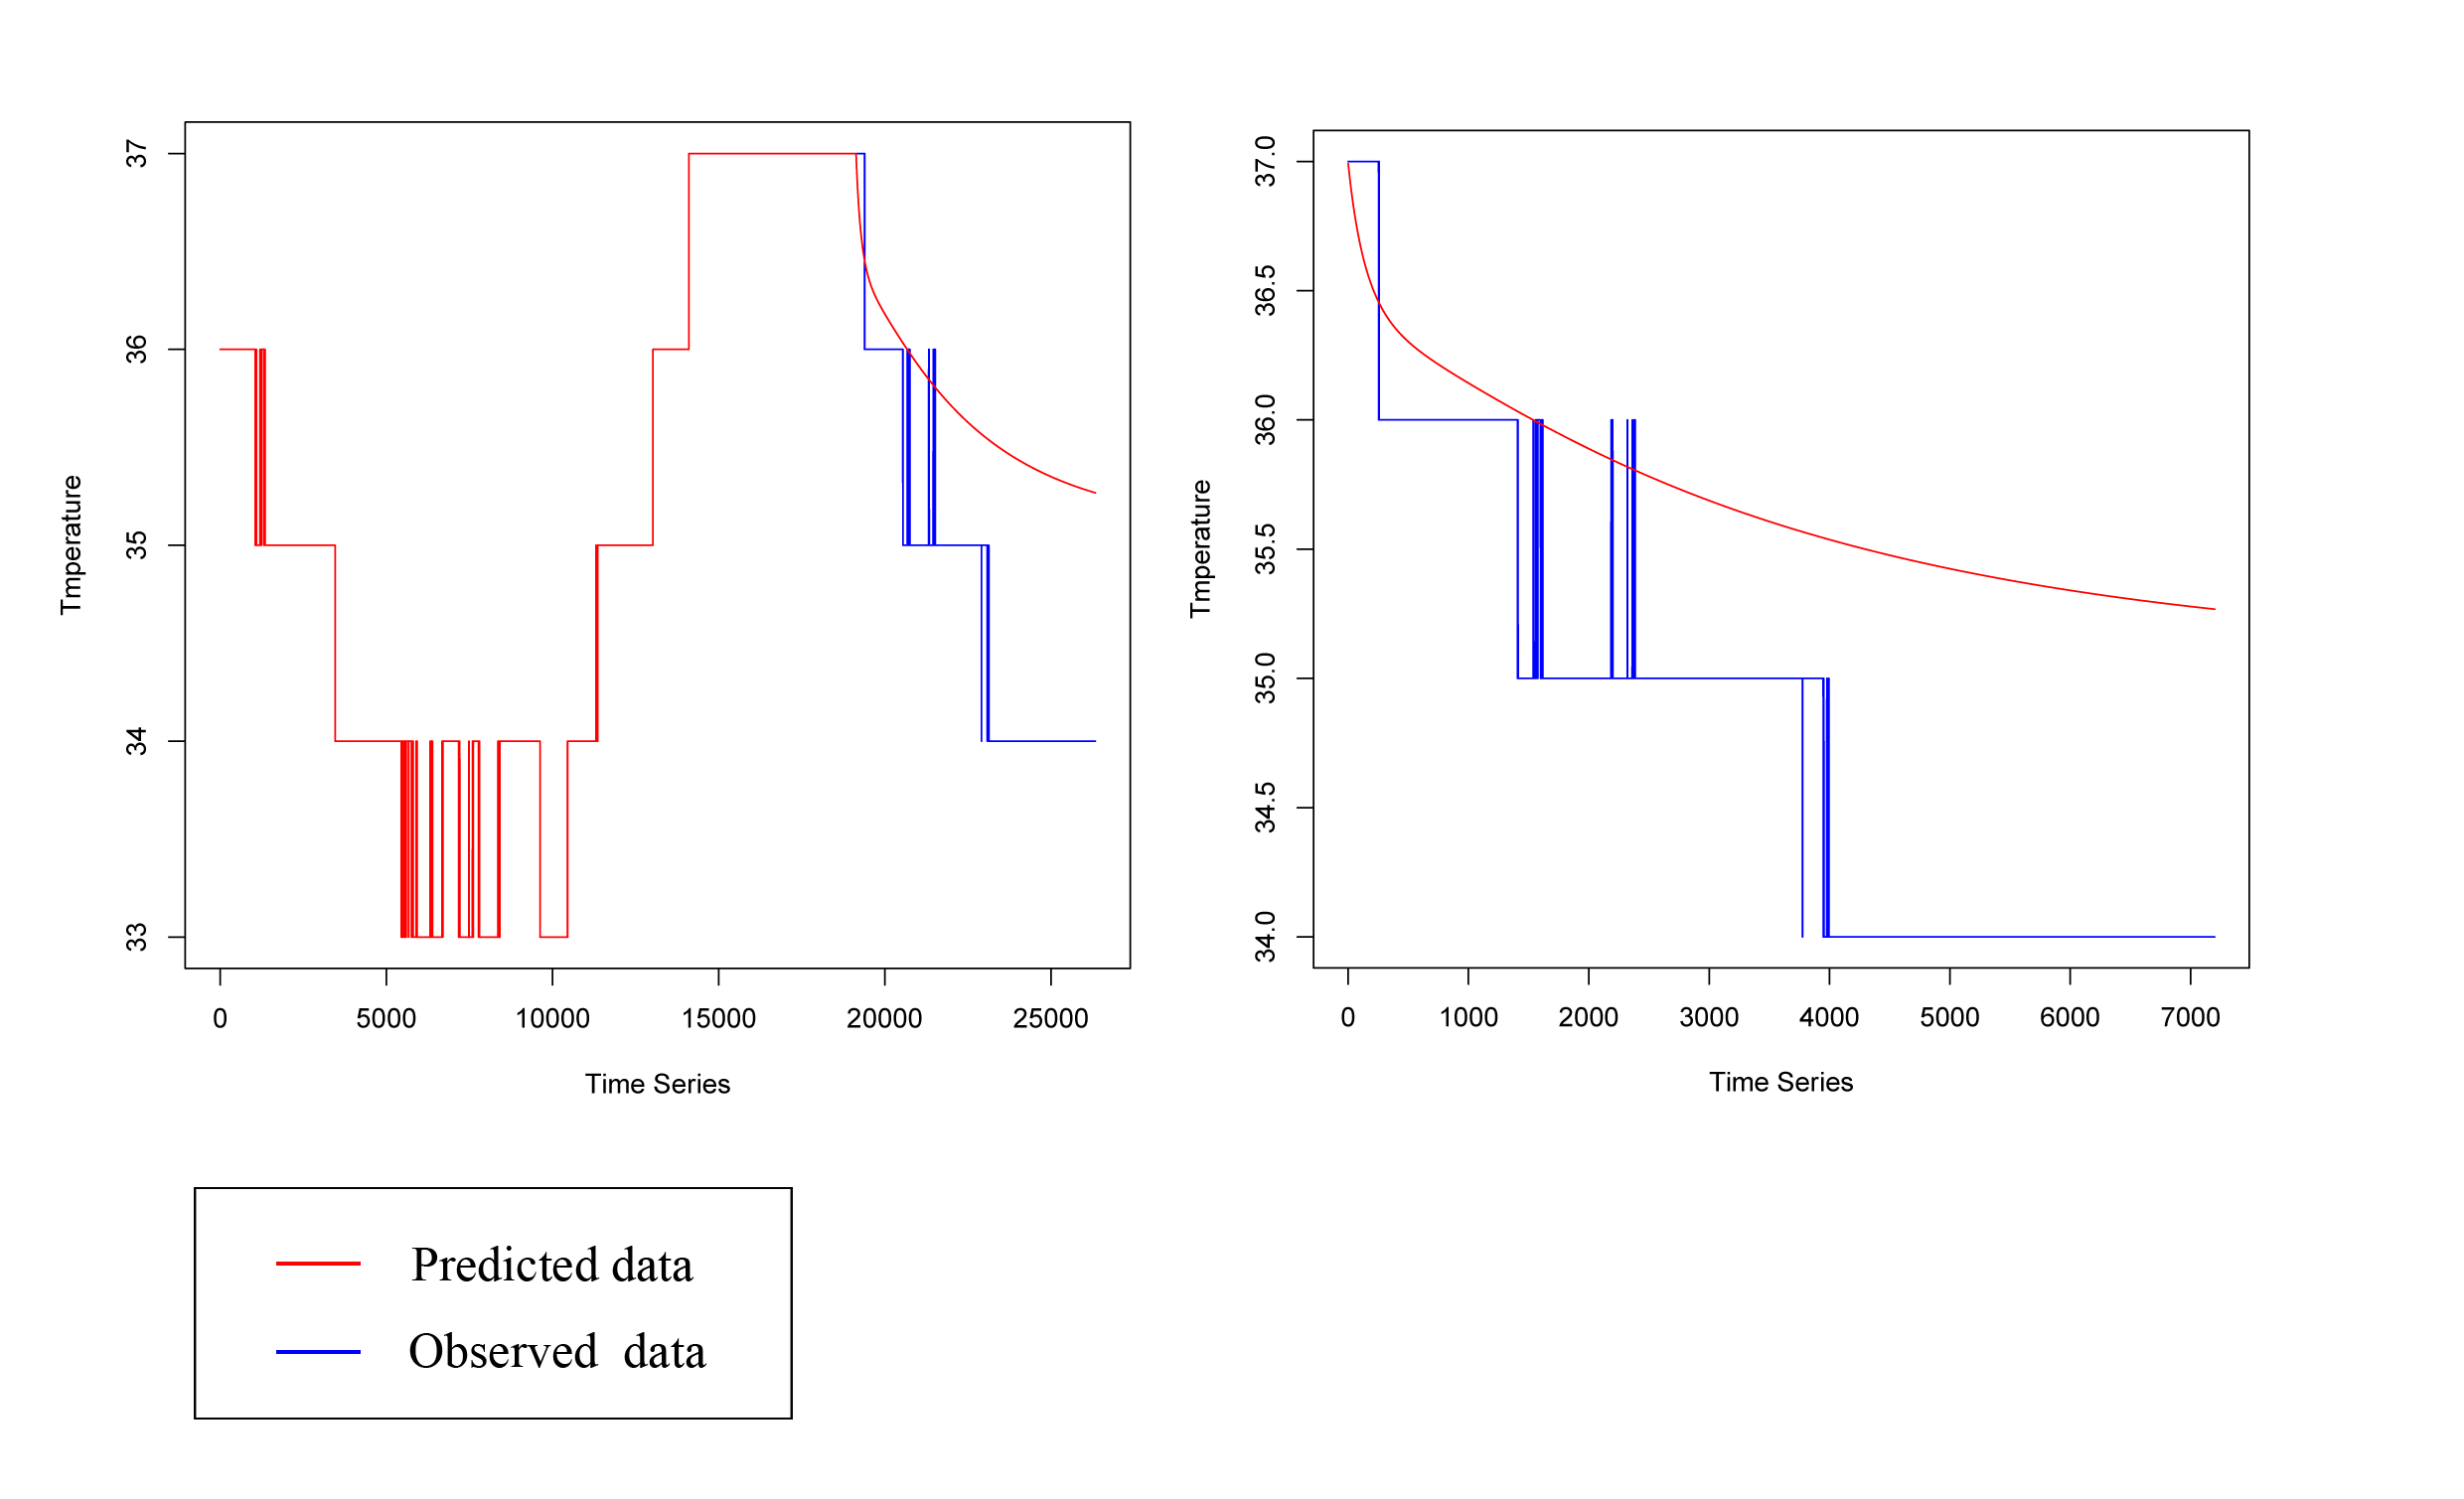 Tmperature
37
36
35
34
33
0 5000 10000 15000 20000 25000
Time Series
Tmperature
37.0
36.5
36.0
35.5
35.0
34.5
34.0
0 1000 2000 3000 4000 5000 6000 7000
Time Series
Predicted data
Observed data